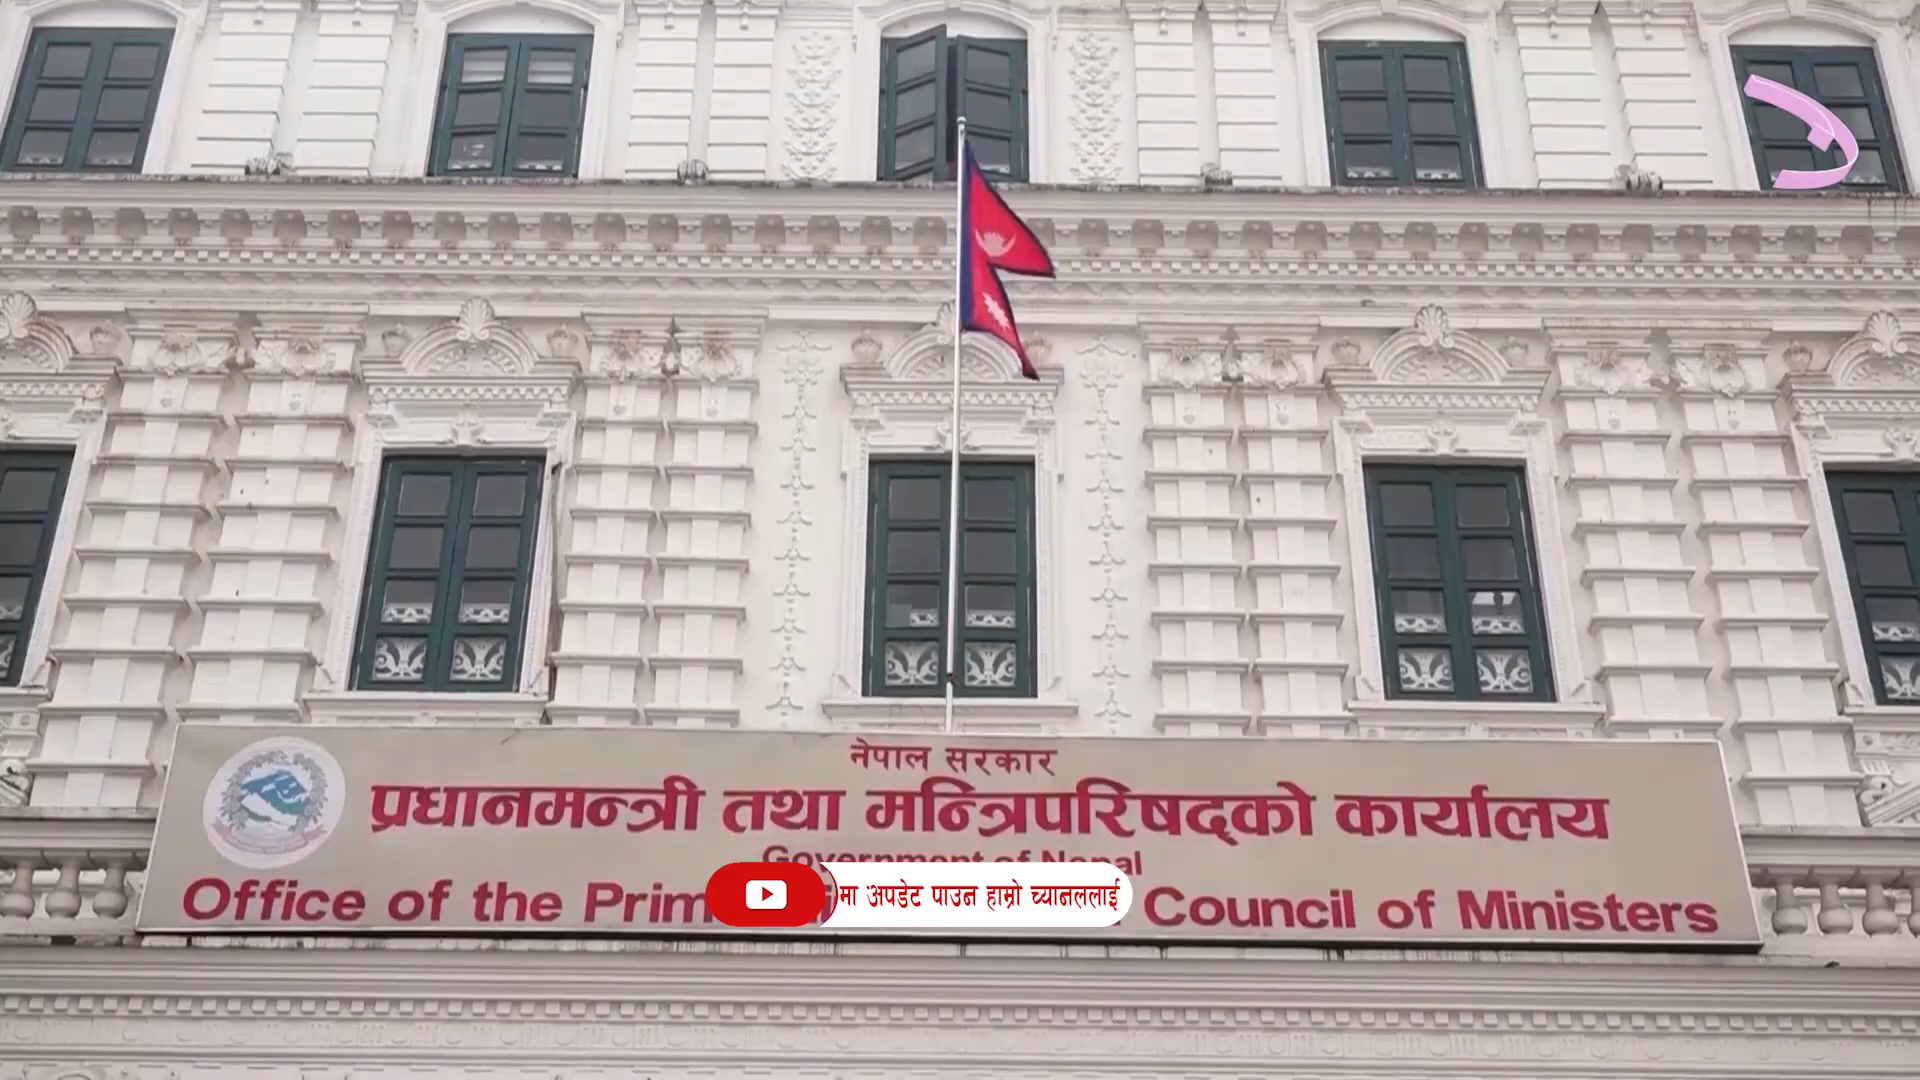 नेपाल सरकार
प्रधानमन्त्री तथा मन्त्रिपरिषद्को कार्यालय
Government of Nepal
Office of the Prim Council of Ministers
मा अपडेट पाउन हाम्रो च्यानललाई